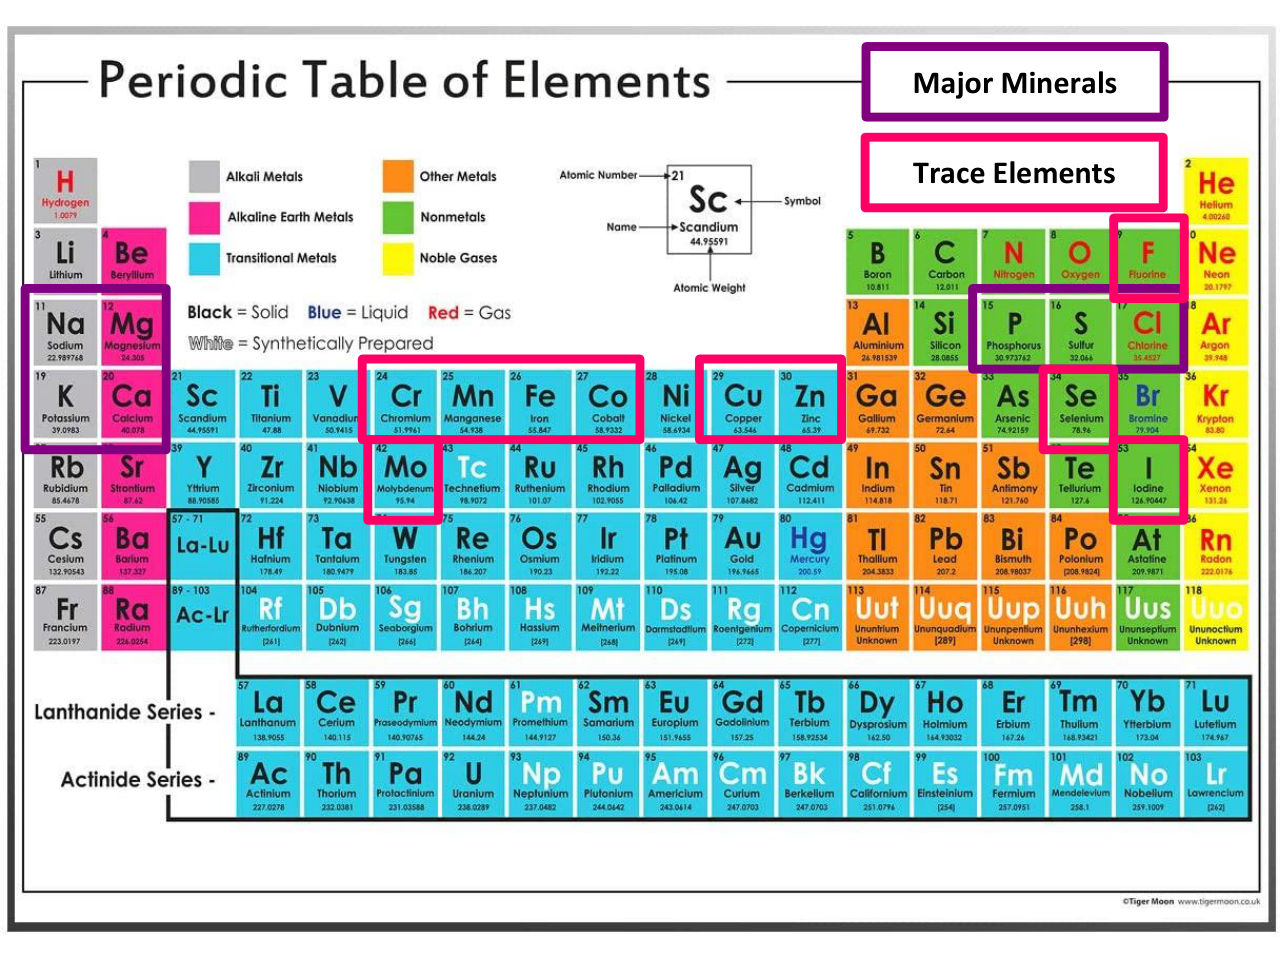 Periodic Table of Elements
Major Minerals
Trace Elements
Alkali Metals
Alkaline Earth Metals
Transitional Metals
Other Metals
Nonmetals
Noble Gases
Black = Solid Blue = Liquid Red = Gas
White = Synthetically Prepared
Atomic Number
21
Sc
Scandium
44.95591
Symbol
Name
Atomic Weight
1 2
H He
Hydrogen Helium
1.0079 4.00260
3 4 5 6 7 8 9 0
Li Be B C N O F Ne
Lithium Beryllium Boron Carbon Nitrogen Oxygen Fluorine Neon
10.811 12.011 20.1797
11 12 13 14 15 16 17 18
Na Mg Al Si P S Cl Ar
Sodium Magnesium Aluminium Silicon Phosphorus Sulfur Chlorine Argon
22.989768 24.305 26.981539 28.0855 30.973762 32.066 35.4527 39.948
19 20 21 22 23 24 25 26 27 28 29 30 31 32 33 34 35 36
K Ca Sc Ti V Cr Mn Fe Co Ni Cu Zn Ga Ge As Se Br Kr
Potassium Calcium Scandium Titanium Vanadiun Chromium Manganese Iron Cobalt Nickel Copper Zinc Gallium Germanium Arsenic Selenium Bromine Krypton
39.0983 40.078 44.95591 47.88 50.9415 51.9961 54.938 55.847 58.9332 58.6934 63.546 65.39 69.732 72.64 74.92159 78.96 79.904 83.80
39 40 41 42 43 44 45 46 47 48 49 50 51 52 53 54
Rb Sr Y Zr Nb Mo Tc Ru Rh Pd Ag Cd In Sn Sb Te I Xe
Rubidium Strontium Yttrium Zirconium Niobium Molybdenum Technetium Ruthenium Rhodium Palladium Silver Cadmium Indium Tin Antimony Tellurium Iodine Xenon
85.4678 87.62 88.90585 91.224 92.90638 95.94 98.9072 101.07 102.9055 106.42 107.8682 112.411 114.818 118.71 121.760 127.6 126.90447 131.26
55 56 57 - 71 72 73 75 76 77 78 79 80 81 82 83 84 86
Cs Ba La-Lu Hf Ta W Re Os Ir Pt Au Hg Tl Pb Bi Po At Rn
Cesium Barium Hafnium Tantalum Tungsten Rhenium Osmium Iridium Platinum Gold Mercury Thallium Lead Bismuth Polonium Astatine Radon
132.90543 137.327 178.49 180.9479 183.85 186.207 190.23 192.22 195.08 196.9665 200.59 204.3833 207.2 208.98037 [208.9824] 209.9871 222.0176
87 88 89 - 103 104 105 106 107 108 109 110 111 112 113 114 115 116 117 118
Fr Ra Ac-Lr Rf Db Sg Bh Hs Mt Ds Rg Cn Uut Uuq Uup Uuh Uus Uuo
Francium Radium Rutherfordium Dubnium Seaborgium Bohrium Hassium Meitnerium Darmstadtium Roentgenium Copernicium Ununtrium Ununquadium Ununpentium Ununhexium Ununseptium Ununoctium
223.0197 226.0254 [261] [262] [266] [264] [269] [268] [269] [272] [277] Unknown [289] Unknown [298] Unknown Unknown
57 58 59 60 61 62 63 64 65 66 67 68 69 70 71
Lanthanide Series - La Ce Pr Nd Pm Sm Eu Gd Tb Dy Ho Er Tm Yb Lu
Lanthanum Cerium Praseodymium Neodymium Promethium Samarium Europium Gadolinium Terbium Dysprosium Holmium Erbium Thulium Ytterbium Lutetium
138.9055 140.115 140.90765 144.24 144.9127 150.36 151.9655 157.25 158.92534 162.50 164.93032 167.26 168.93421 173.04 174.967
89 90 91 92 93 94 95 96 97 98 99 100 101 102 103
Actinide Series - Ac Th Pa U Np Pu Am Cm Bk Cf Es Fm Md No Lr
Actinium Thorium Protactinium Uranium Neptunium Plutonium Americium Curium Berkelium Californium Einsteinium Fermium Mendelevium Nobelium Lawrencium
227.0278 232.0381 231.03588 238.0289 237.0482 244.0642 243.0614 247.0703 247.0703 251.0796 [254] 257.0951 258.1 259.1009 [262]
©Tiger Moon www.tigermoon.co.uk